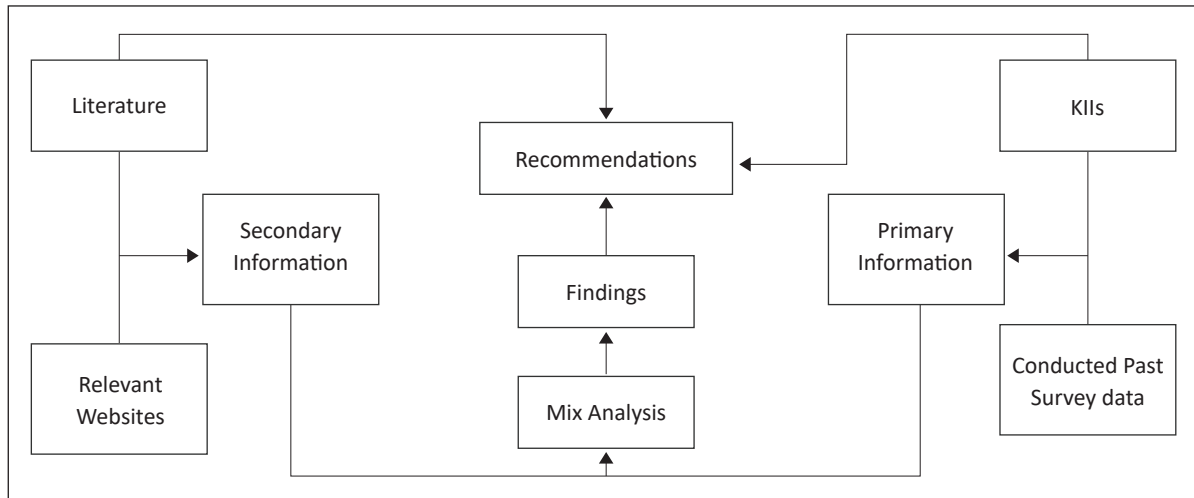 Literature
KIIs
Recommendations
Secondary
Information
Primary
Information
Findings
Relevant
Websites
Mix Analysis
Conducted Past
Survey data